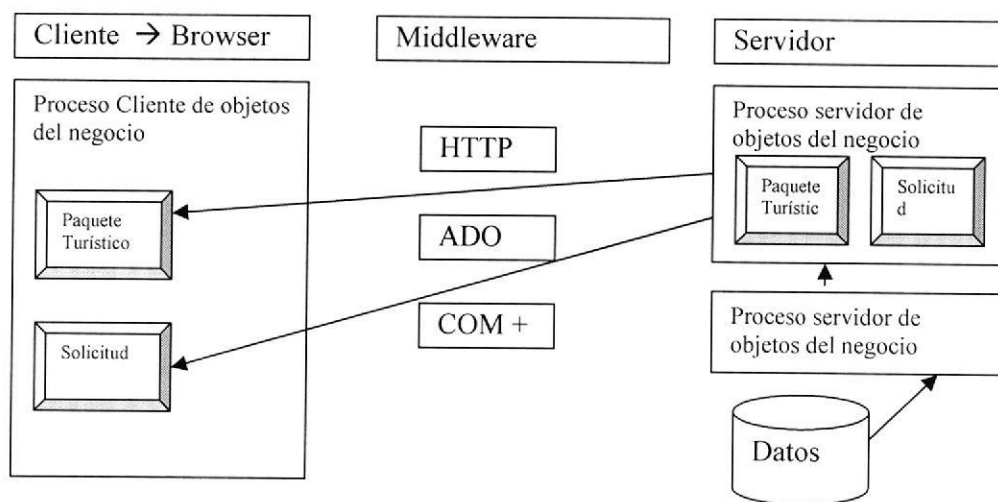 Cliente → Browser
Middleware
Servidor
Proceso Cliente de objetos
del negocio
Paquete
Turístico
Solicitud
HTTP
ADO
COM +
Proceso servidor de
objetos del negocio
Paquete
Turístic
Solicitu
d
Proceso servidor de
objetos del negocio
Datos